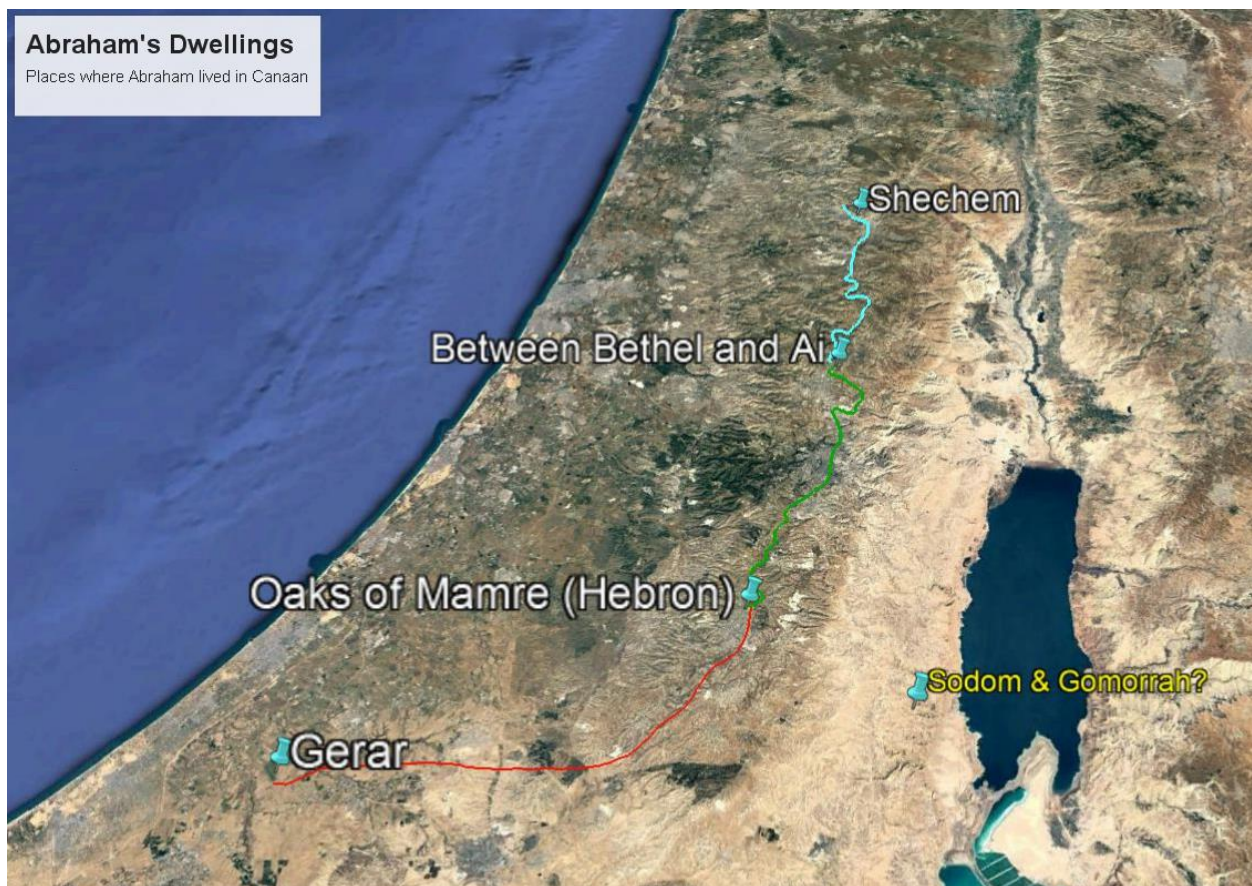 Abraham's Dwellings
Places where Abraham lived in Canaan
Shechem
Between Bethel and Ai
Oaks of Mamre (Hebron)
Sodom & Gomorrah?
Gerar